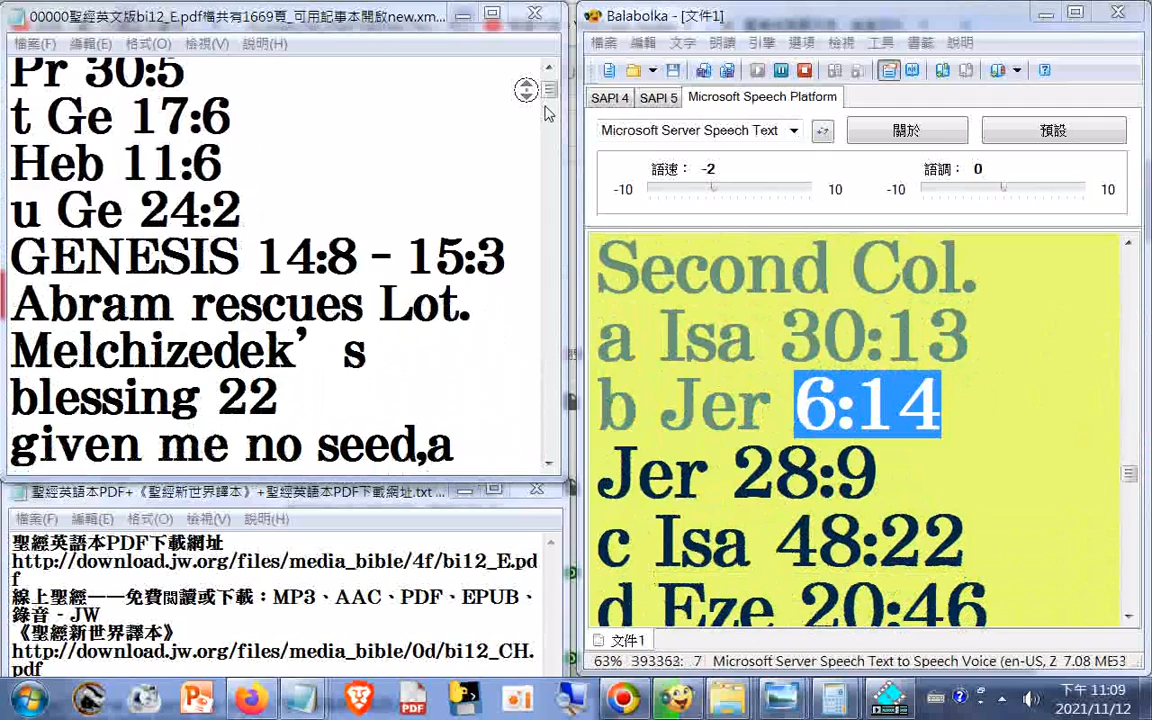 00000聖經英文版bi12_E.pdf檔共有1669頁_可用記事本開啟new.xm...
檔案(F) 編輯(E) 格式(O) 檢視(V) 說明(H)
Pr 30:5
t Ge 17:6
Heb 11:6
u Ge 24:2
GENESIS 14:8 – 15:3
Abram rescues Lot.
Melchizedek’s
blessing 22
given me no seed,a
聖經英語本PDF+《聖經新世界譯本》+聖經英語本PDF下載網址.txt ...
檔案(F) 編輯(E) 格式(O) 檢視(V) 說明(H)
聖經英語本PDF下載網址
http://download.jw.org/files/media_bible/4f/bi12_E.pd
f
線上聖經——免費閱讀或下載：MP3、AAC、PDF、EPUB、
錄音 - JW
《聖經新世界譯本》
http://download.jw.org/files/media_bible/0d/bi12_CH.
pdf
Balabolka - [文件1]
檔案 編輯 文字 朗讀 引擎 選項 檢視 工具 書籤 說明
SAPI 4 SAPI 5 Microsoft Speech Platform
Microsoft Server Speech Text 關於 預設
語速： -2 語調： 0
-10 10 -10 10
Second Col.
a Isa 30:13
b Jer 6:14
Jer 28:9
c Isa 48:22
d Eze 20:46
文件1
63% 393362: 7 Microsoft Server Speech Text to Speech Voice (en-US, Z 7.08 ME53
PDF
下午 11:09
2021/11/12